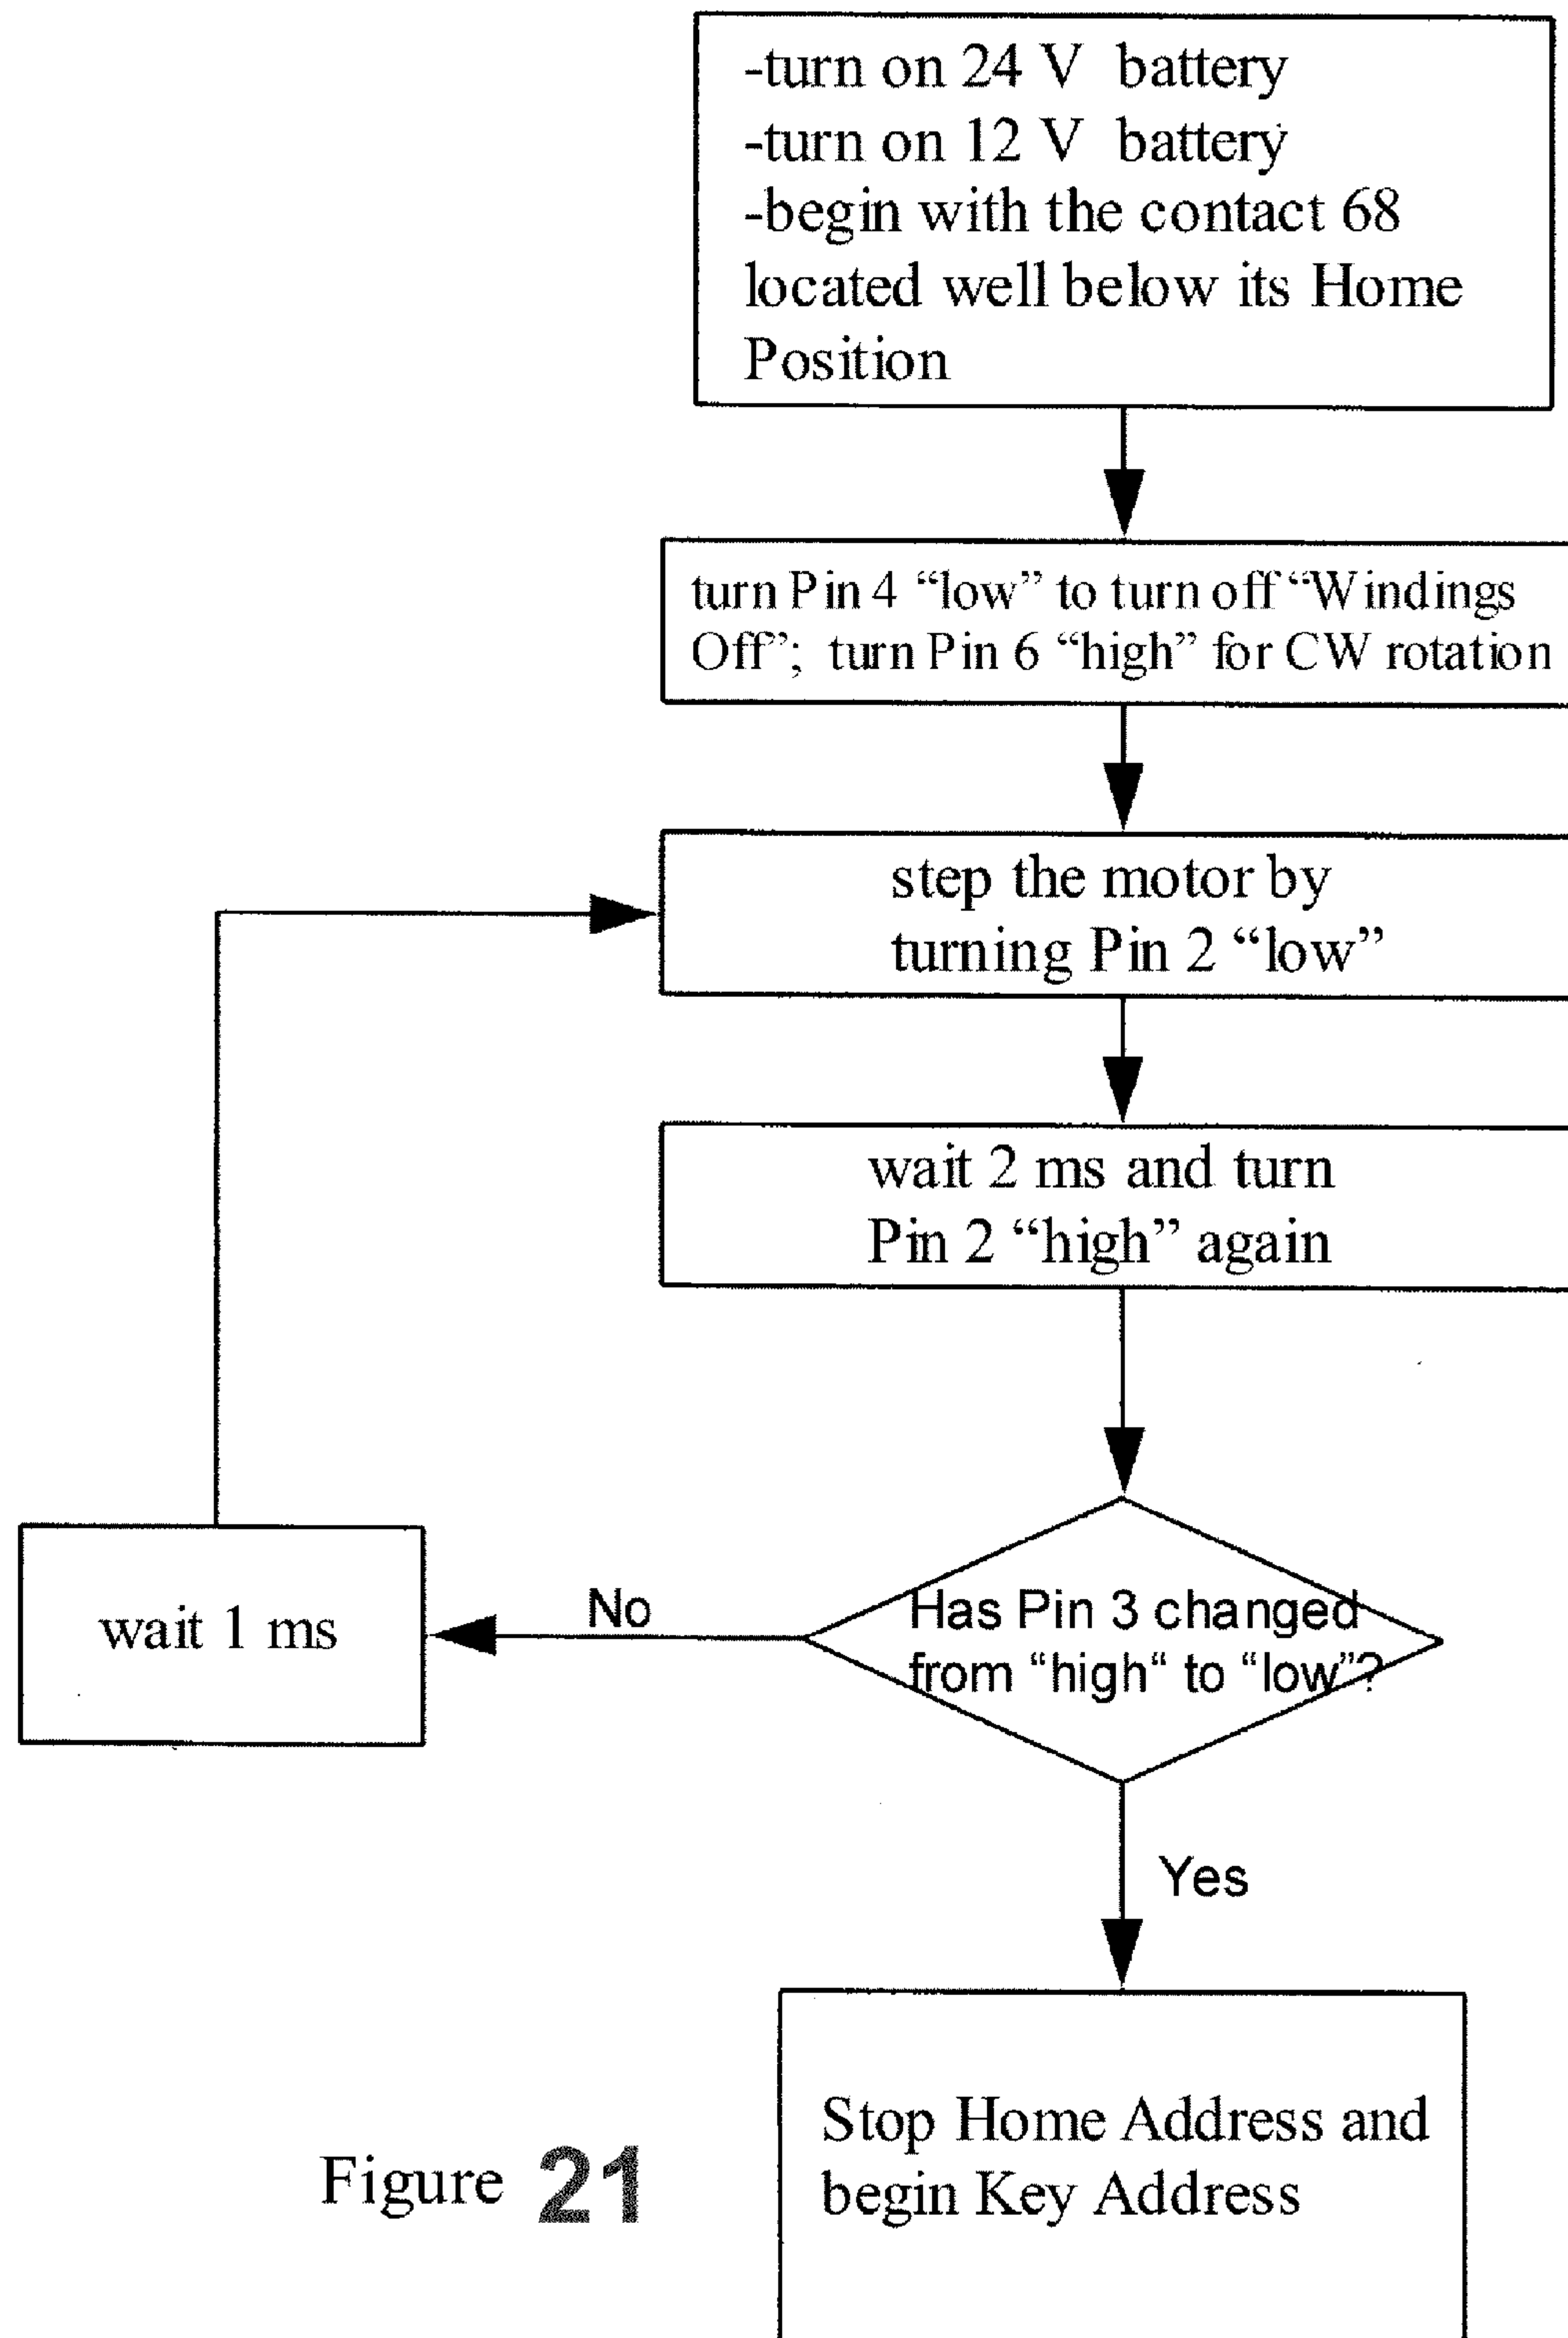 -turn on 24 V battery
-turn on 12 V battery
-begin with the contact 68
located well below its Home
Position
turn Pin 4 “low” to turn off “Windings
Off”; turn Pin 6 “high” for CW rotation
step the motor by
turning Pin 2 “low”
wait 2 ms and turn
Pin 2 “high” again
Has Pin 3 changed
from “high“ to “low”?
No
wait 1 ms
Yes
Stop Home Address and
begin Key Address
Figure 21